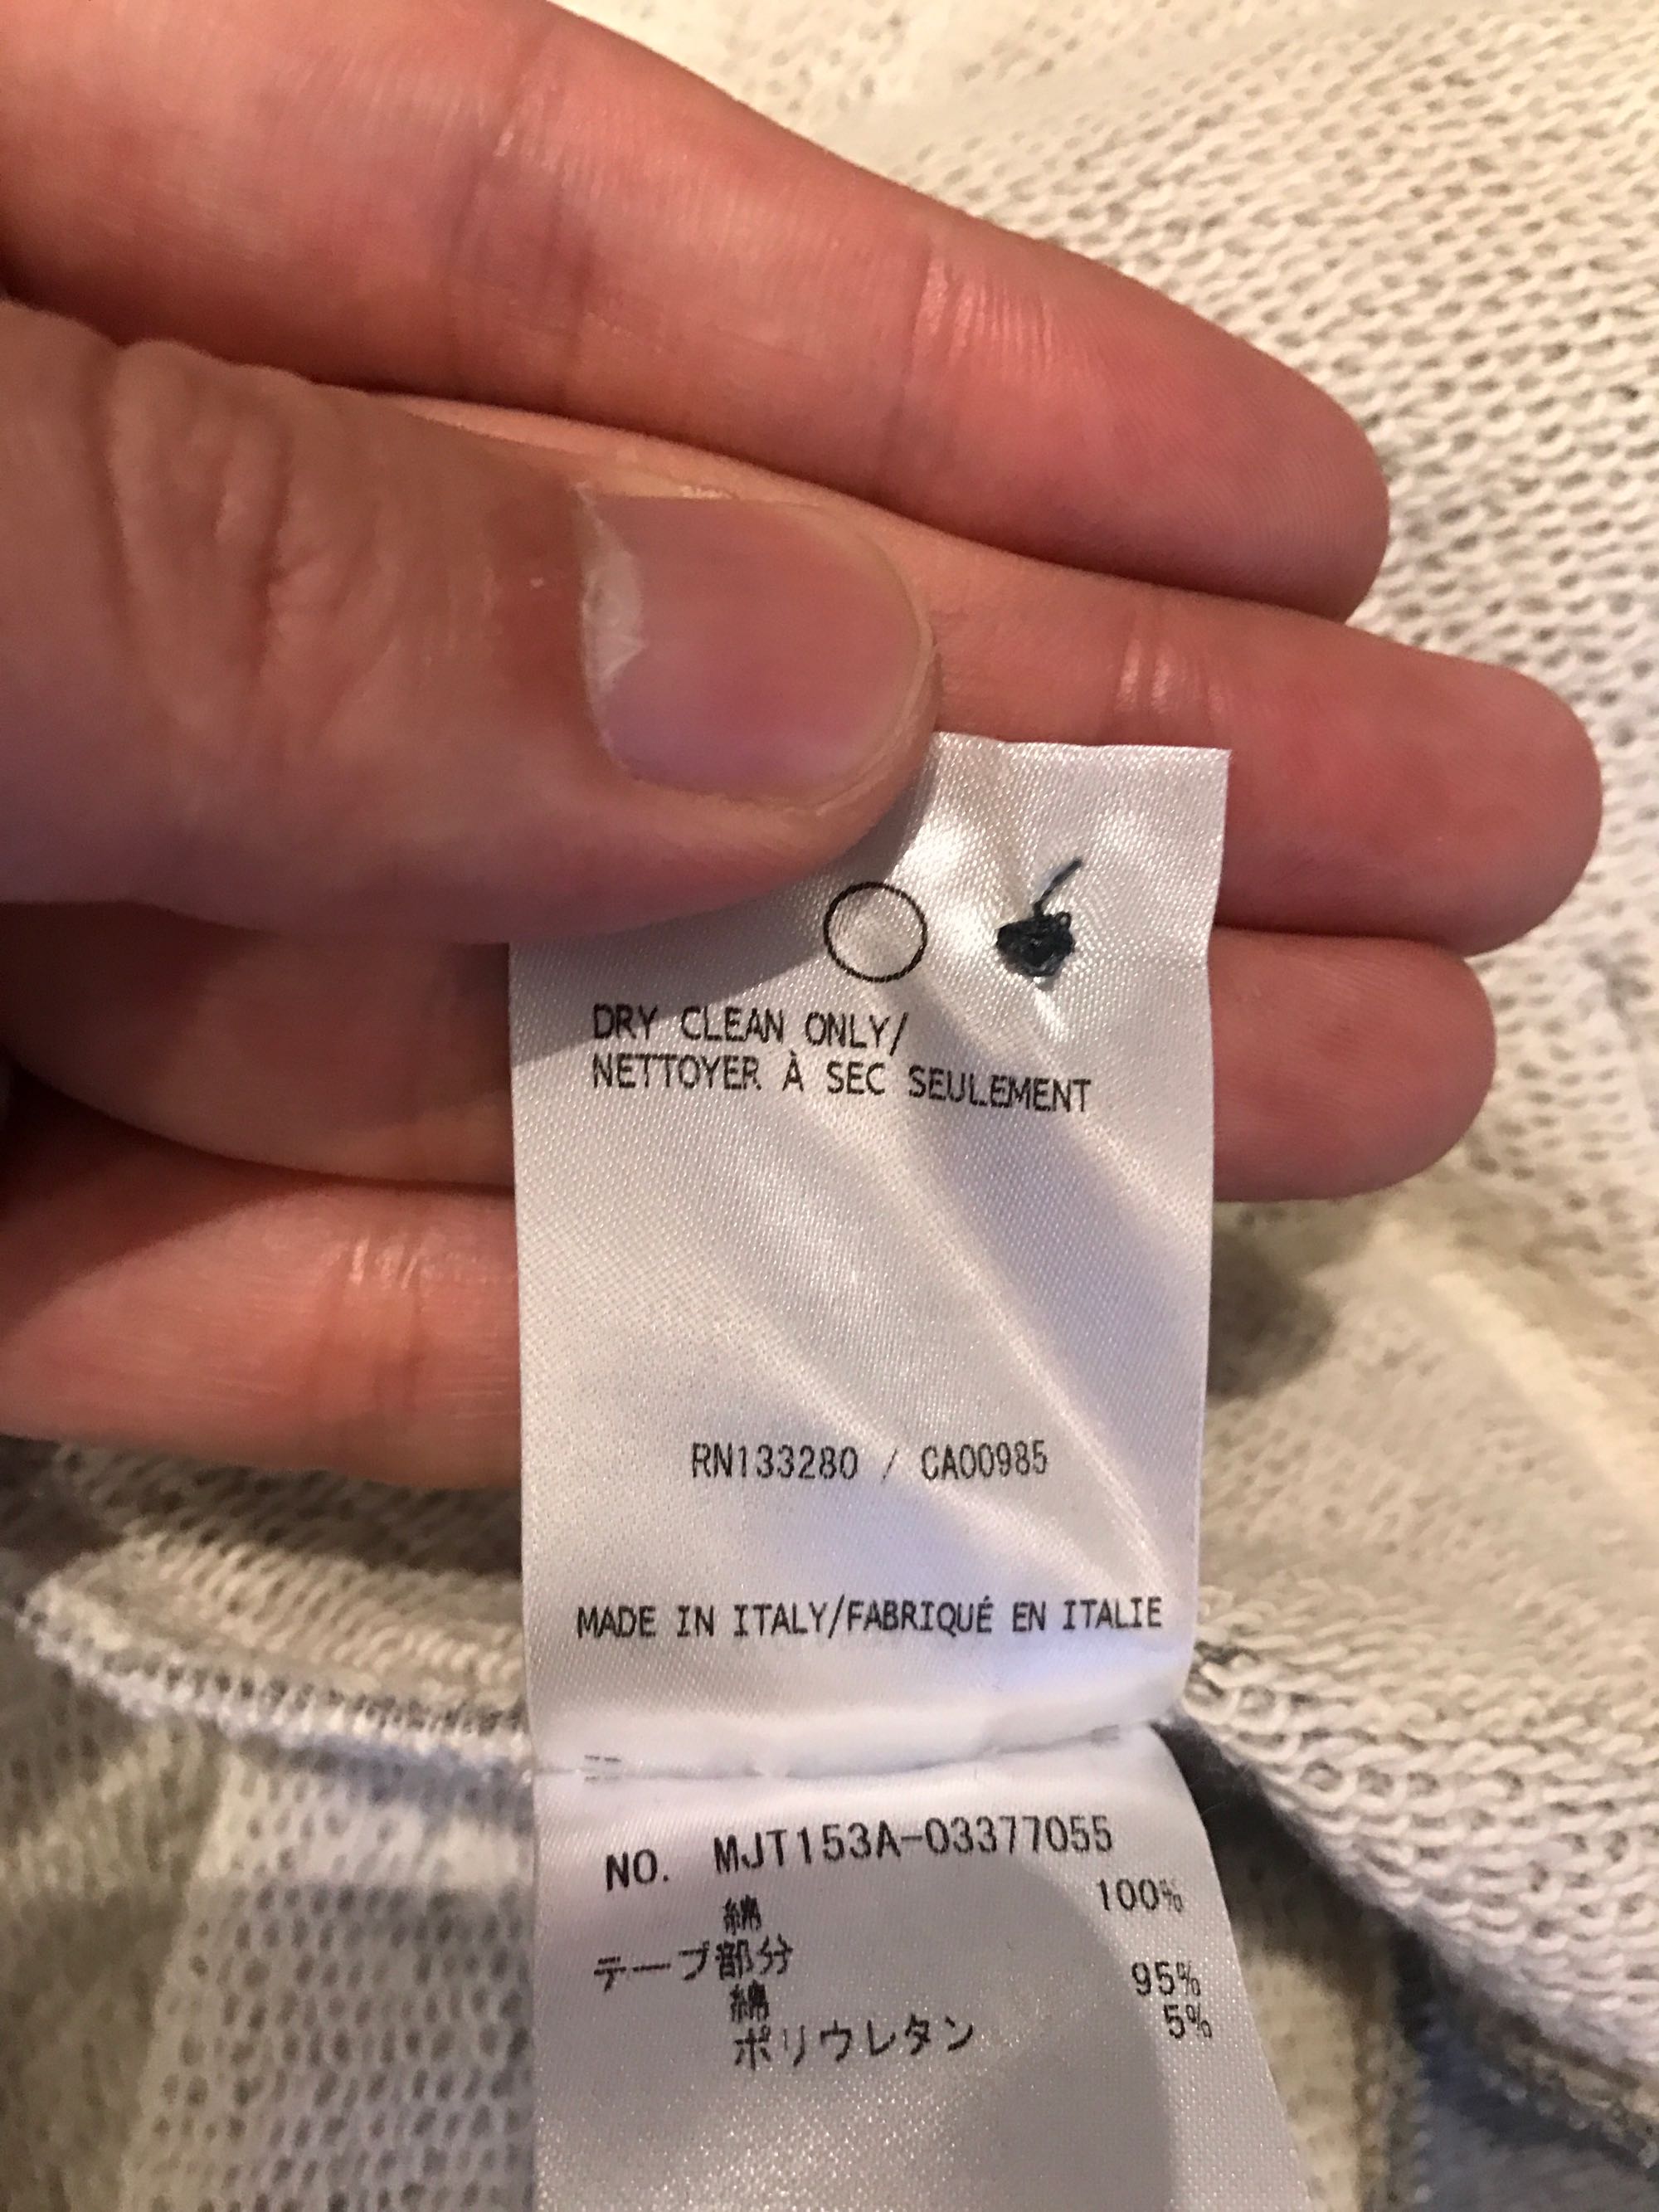 DRY CLEAN ONLY/
NETTOYER À SEC SEULEMENT
RN133280 / CA00985
MADE IN ITALY/FABRIQUÉ EN ITALIE
NO. MJT153A-03377055
綿 100%
テープ部分
綿 95%
ポリウレタン 5%